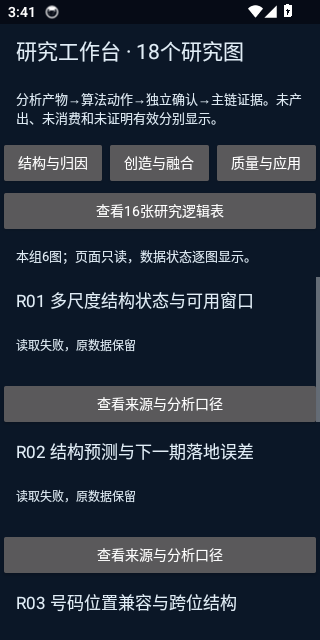 3:41
研究工作台 · 18个研究图
分析产物→算法动作→独立确认→主链证据。未产
出、未消费和未证明有效分别显示。
结构与归因
创造与融合
质量与应用
查看16张研究逻辑表
本组6图；页面只读，数据状态逐图显示。
R01 多尺度结构状态与可用窗口
读取失败，原数据保留
查看来源与分析口径
R02 结构预测与下一期落地误差
读取失败，原数据保留
查看来源与分析口径
R03 号码位置兼容与跨位结构